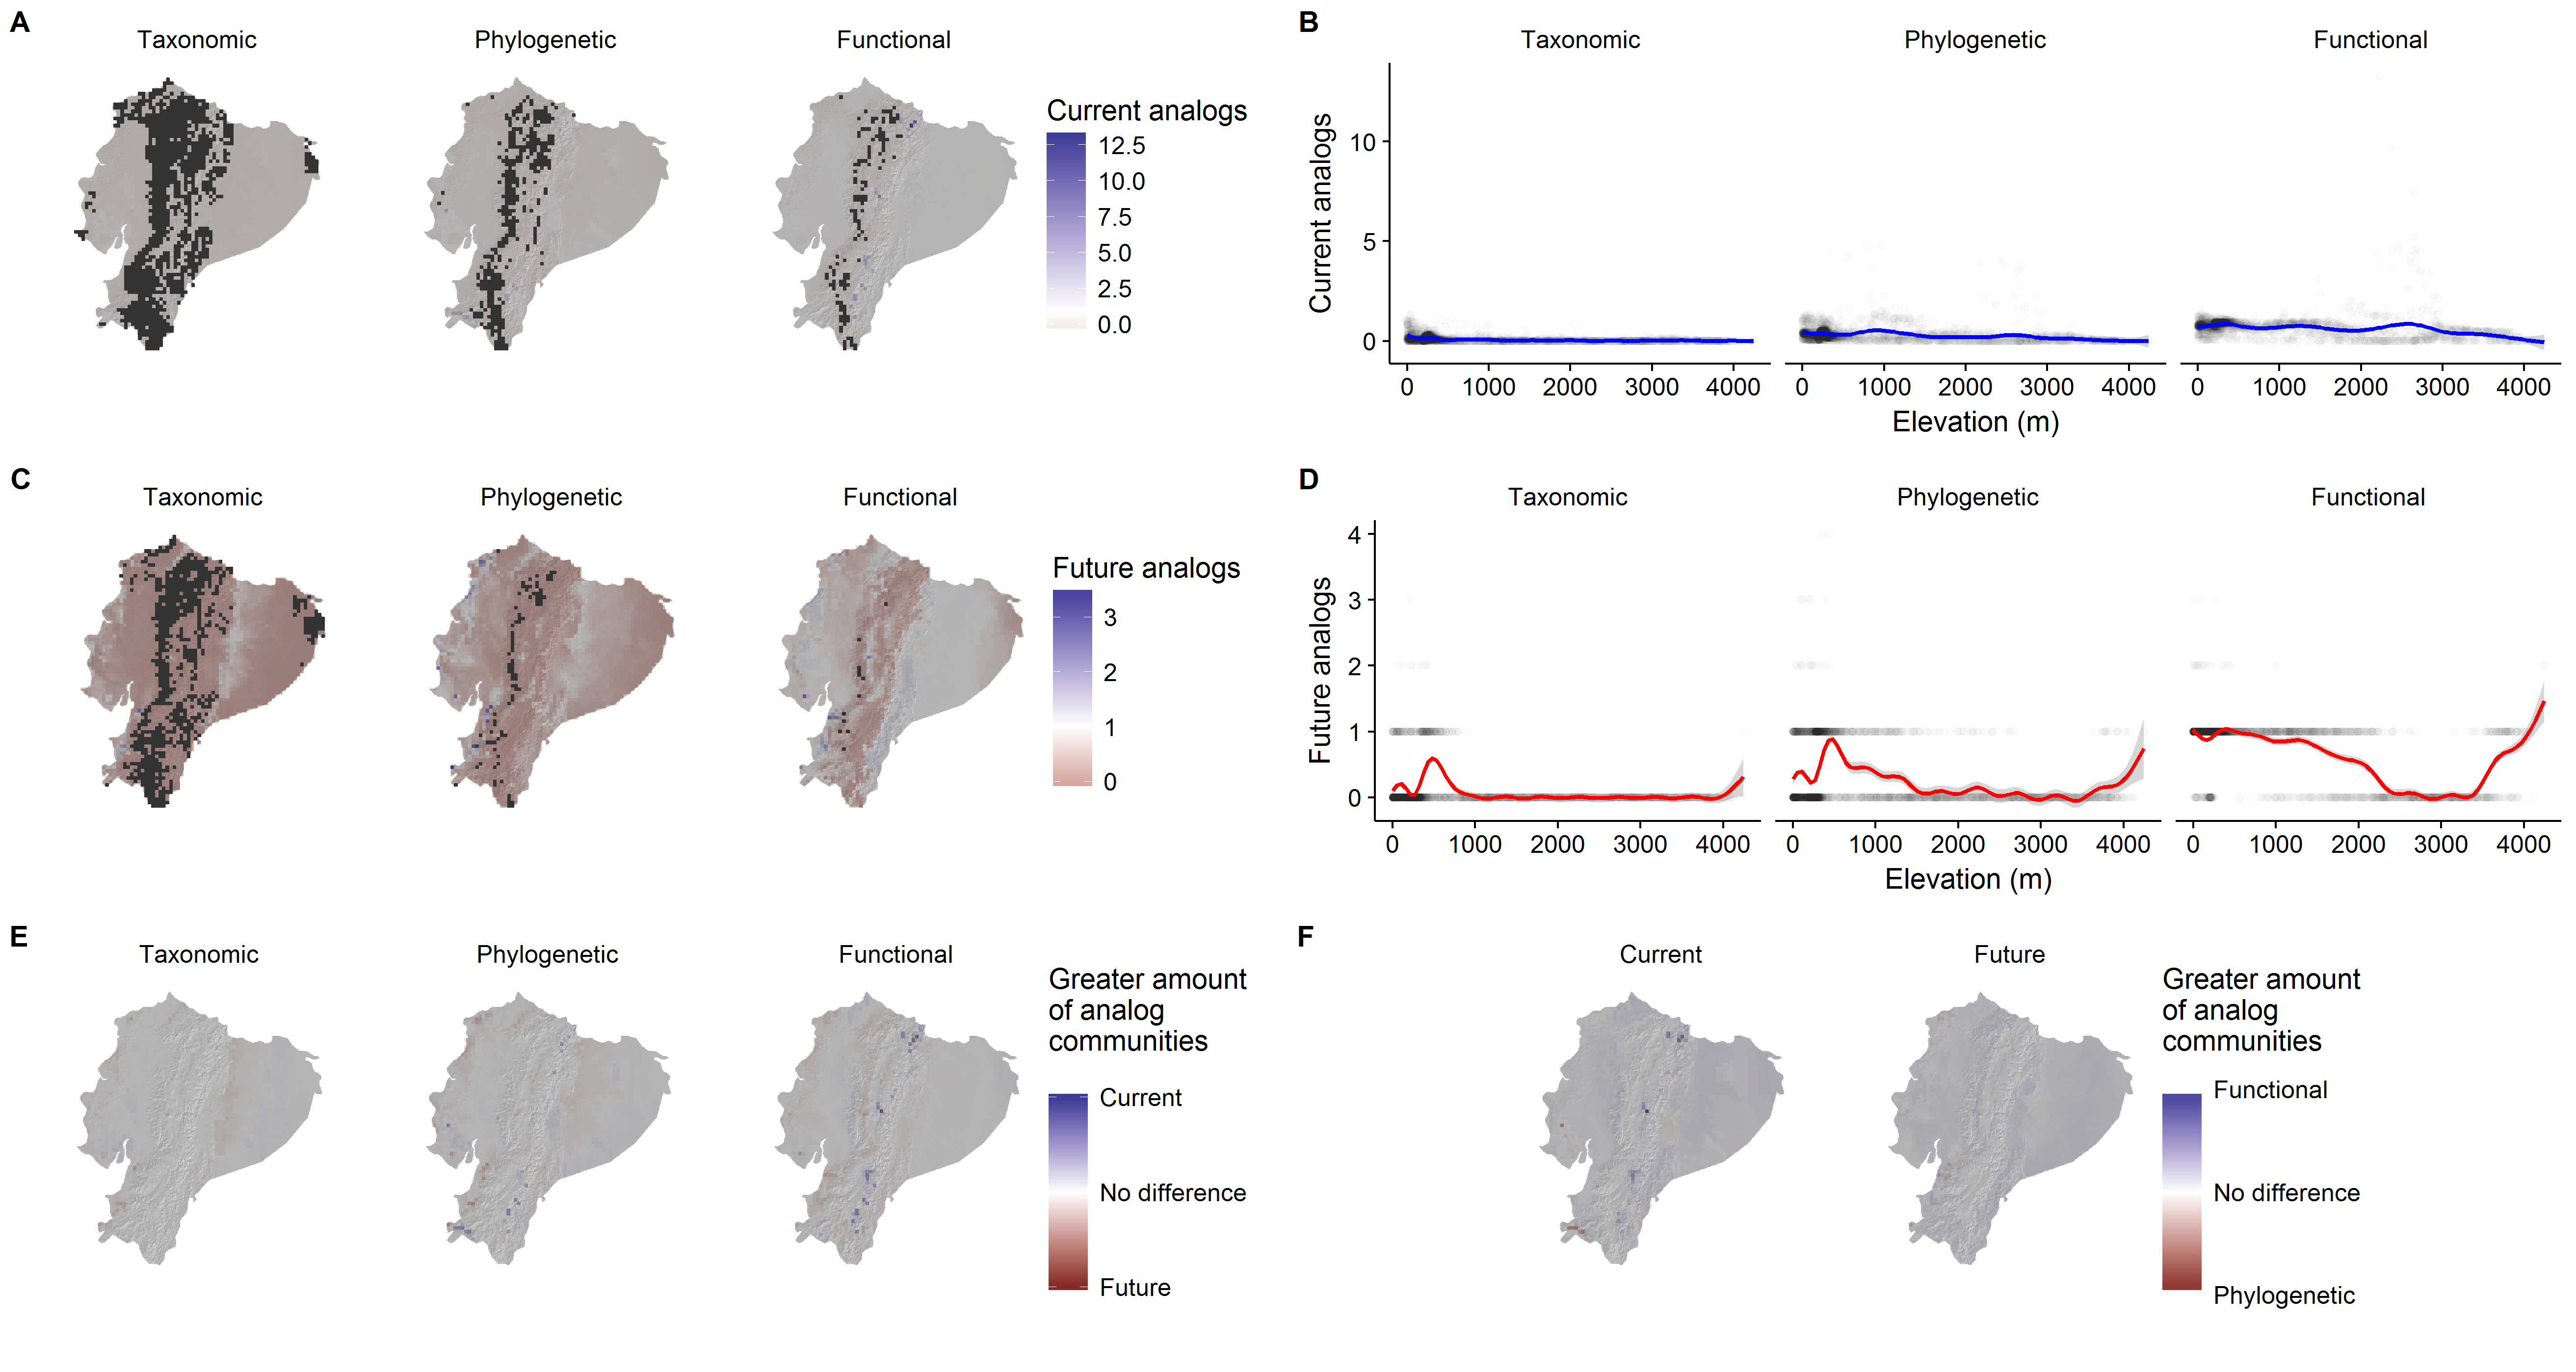 A
Taxonomic Phylogenetic Functional
Current analogs
12.5
10.0
7.5
5.0
2.5
0.0
B
Taxonomic Phylogenetic Functional
Current analogs
10
5
0
0 1000 2000 3000 4000 0 1000 2000 3000 4000 0 1000 2000 3000 4000
Elevation (m)
C
Taxonomic Phylogenetic Functional
Future analogs
3
2
1
0
D
Taxonomic Phylogenetic Functional
Future analogs
4
3
2
1
0
0 1000 2000 3000 4000 0 1000 2000 3000 4000 0 1000 2000 3000 4000
Elevation (m)
E
Taxonomic Phylogenetic Functional
Greater amount
of analog
communities
Current
No difference
Future
F
Current Future
Greater amount
of analog
communities
Functional
No difference
Phylogenetic